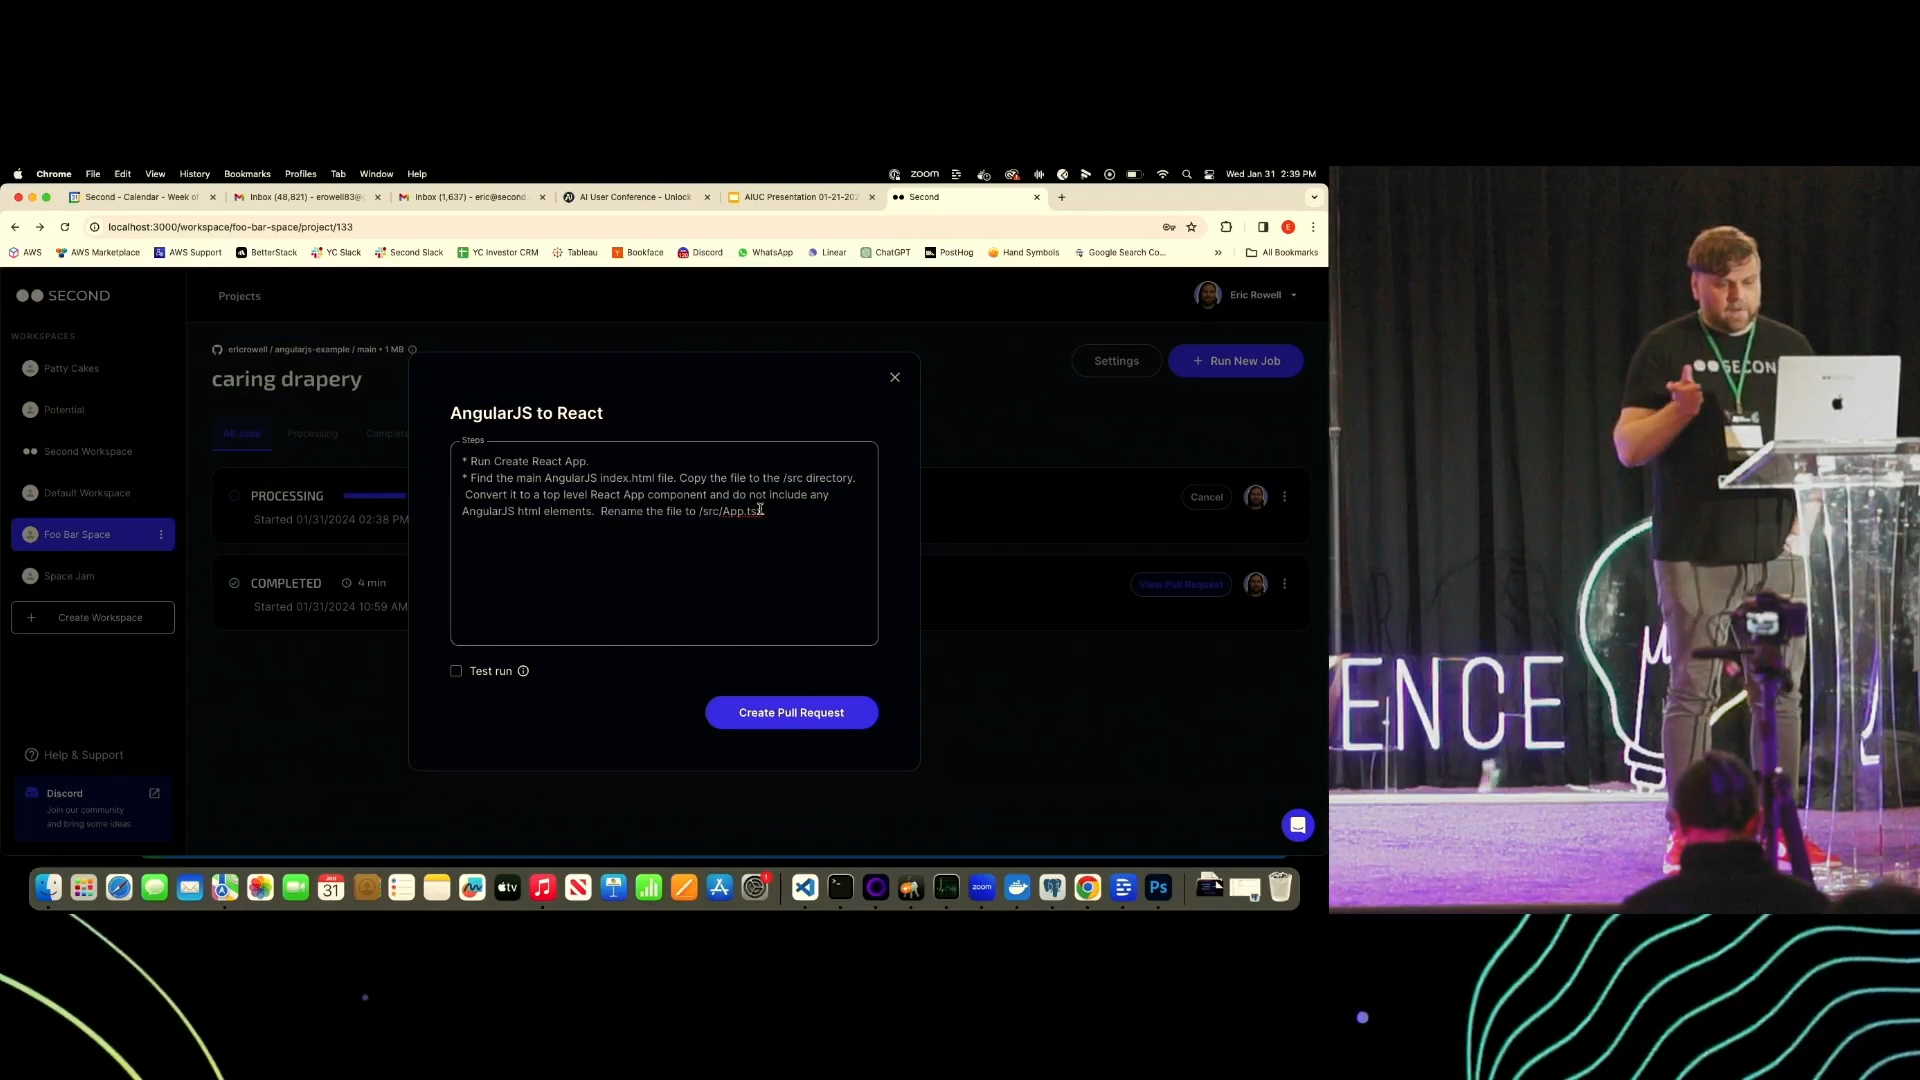 Chrome File Edit View History Bookmarks Profiles Tab Window Help
zoom Wed Jan 31 2:39 PM
Second - Calendar - Week of
Inbox (48,821) - erowell83@
Inbox (1,637) - eric@second.
AI User Conference - Unlock
AIUC Presentation 01-21-202
Second
localhost:3000/workspace/foo-bar-space/project/133
E
AWS AWS Marketplace AWS Support BetterStack YC Slack Second Slack YC Investor CRM Tableau Bookface Discord WhatsApp Linear ChatGPT PostHog Hand Symbols Google Search Co... » All Bookmarks
SECOND
Projects
Eric Rowell
WORKSPACES
Patty Cakes
Potential
Second Workspace
Default Workspace
Foo Bar Space
Space Jam
+ Create Workspace
Help & Support
Discord
Join our community
and bring some ideas
ericrowell / angularjs-example / main • 1 MB
caring drapery
Settings
+ Run New Job
All Jobs Processing Complete
PROCESSING
Started 01/31/2024 02:38 PM
Cancel
COMPLETED 4 min
Started 01/31/2024 10:59 AM
View Pull Request
AngularJS to React
Steps
* Run Create React App.
* Find the main AngularJS index.html file. Copy the file to the /src directory.
Convert it to a top level React App component and do not include any
AngularJS html elements. Rename the file to
Test run
Create Pull Request
JAN
31
tv
1
zoom
Ps
SECON
ENCE